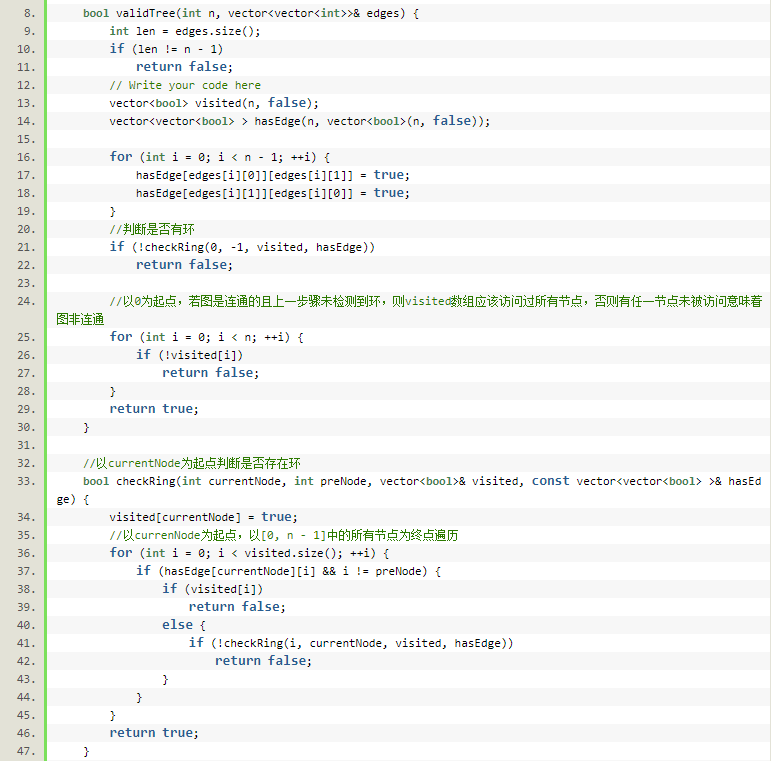 8. bool validTree(int n, vector<vector<int>>& edges) {
9. int len = edges.size();
10. if (len != n - 1)
11. return false;
12. // Write your code here
13. vector<bool> visited(n, false);
14. vector<vector<bool> > hasEdge(n, vector<bool>(n, false));
15.
16. for (int i = 0; i < n - 1; ++i) {
17. hasEdge[edges[i][0]][edges[i][1]] = true;
18. hasEdge[edges[i][1]][edges[i][0]] = true;
19. }
20. //判断是否有环
21. if (!checkRing(0, -1, visited, hasEdge))
22. return false;
23.
24. //以0为起点，若图是连通的且上一步骤未检测到环，则visited数组应该访问过所有节点，否则有任一节点未被访问意味着
图非连通
25. for (int i = 0; i < n; ++i) {
26. if (!visited[i])
27. return false;
28. }
29. return true;
30. }
31.
32. //以currentNode为起点判断是否存在环
33. bool checkRing(int currentNode, int preNode, vector<bool>& visited, const vector<vector<bool> >& hasEd
ge) {
34. visited[currentNode] = true;
35. //以currenNode为起点，以[0, n - 1]中的所有节点为终点遍历
36. for (int i = 0; i < visited.size(); ++i) {
37. if (hasEdge[currentNode][i] && i != preNode) {
38. if (visited[i])
39. return false;
40. else {
41. if (!checkRing(i, currentNode, visited, hasEdge))
42. return false;
43. }
44. }
45. }
46. return true;
47. }